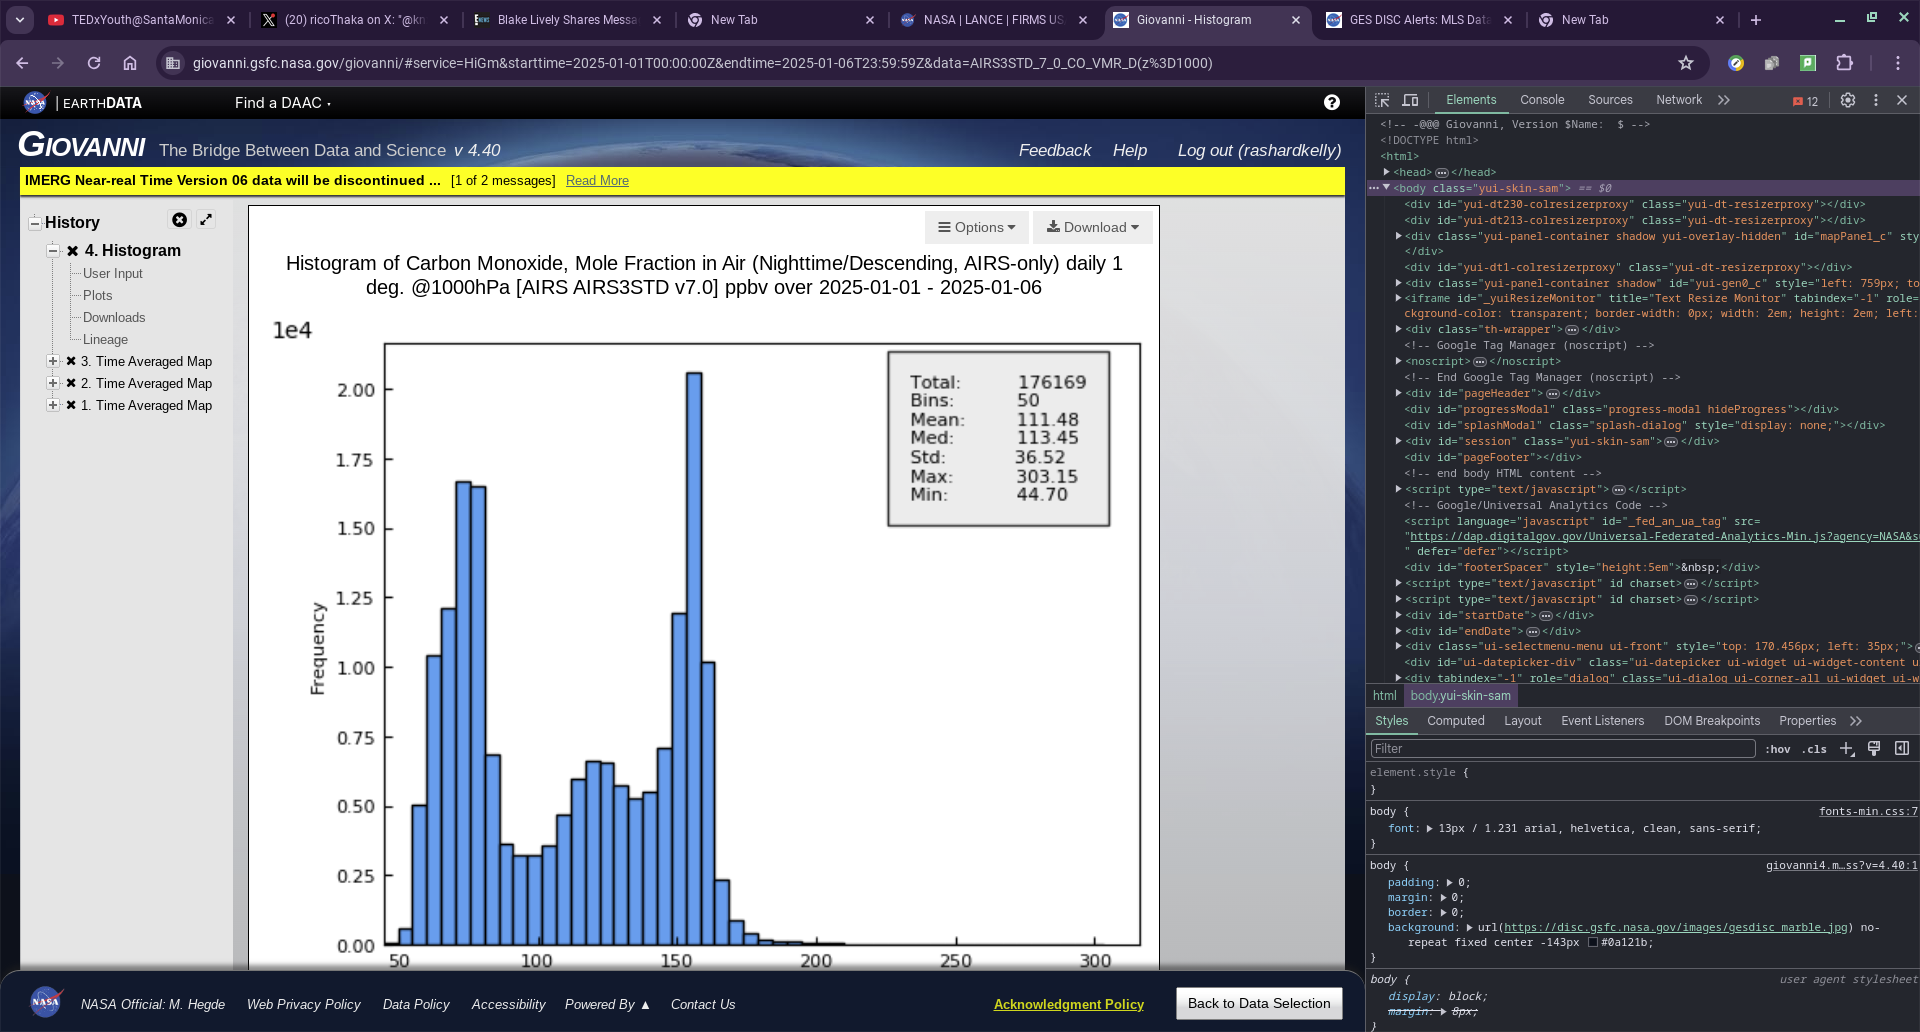 TEDxYouth@SantaMonica
(20) ricoThaka on X: "@kn
Blake Lively Shares Messa
New Tab
NASA | LANCE | FIRMS US
Giovanni - Histogram
GES DISC Alerts: MLS Data
New Tab
giovanni.gsfc.nasa.gov/giovanni/#service=HiGm&starttime=2025-01-01T00:00:00Z&endtime=2025-01-06T23:59:59Z&data=AIRS3STD_7_0_CO_VMR_D(z%3D1000)
NASA | EARTHDATA
Find a DAAC
GIOVANNI The Bridge Between Data and Science v 4.40
Feedback Help Log out (rashardkelly)
IMERG Near-real Time Version 06 data will be discontinued ... [1 of 2 messages] Read More
History
4. Histogram
User Input
Plots
Downloads
Lineage
3. Time Averaged Map
2. Time Averaged Map
1. Time Averaged Map
Options
Download
Histogram of Carbon Monoxide, Mole Fraction in Air (Nighttime/Descending, AIRS-only) daily 1
deg. @1000hPa [AIRS AIRS3STD v7.0] ppbv over 2025-01-01 - 2025-01-06
1e4
2.00
1.75
1.50
1.25
1.00
0.75
0.50
0.25
0.00
Frequency
Total: 176169
Bins: 50
Mean: 111.48
Med: 113.45
Std: 36.52
Max: 303.15
Min: 44.70
50 100 150 200 250 300
NASA Official: M. Hegde Web Privacy Policy Data Policy Accessibility Powered By ▲ Contact Us
Acknowledgment Policy
Back to Data Selection
Elements Console Sources Network 12
<!-- -@@@ Giovanni, Version $Name:  $ -->
<!DOCTYPE html>
<html>
<head> ··· </head>
··· <body class="yui-skin-sam"> == $0
<div id="yui-dt230-colresizerproxy" class="yui-dt-resizerproxy"></div>
<div id="yui-dt213-colresizerproxy" class="yui-dt-resizerproxy"></div>
<div class="yui-panel-container shadow yui-overlay-hidden" id="mapPanel_c" sty
</div>
<div id="yui-dt1-colresizerproxy" class="yui-dt-resizerproxy"></div>
<div class="yui-panel-container shadow" id="yui-gen0_c" style="left: 759px; to
<iframe id="_yuiResizeMonitor" title="Text Resize Monitor" tabindex="-1" role=
ckground-color: transparent; border-width: 0px; width: 2em; height: 2em; left:
<div class="th-wrapper"> ··· </div>
<!-- Google Tag Manager (noscript) -->
<noscript> ··· </noscript>
<!-- End Google Tag Manager (noscript) -->
<div id="pageHeader"> ··· </div>
<div id="progressModal" class="progress-modal hideProgress"></div>
<div id="splashModal" class="splash-dialog" style="display: none;"></div>
<div id="session" class="yui-skin-sam"> ··· </div>
<div id="pageFooter"></div>
<!-- end body HTML content -->
<script type="text/javascript"> ··· </script>
<!-- Google/Universal Analytics Code -->
<script language="javascript" id="_fed_an_ua_tag" src=
"https://dap.digitalgov.gov/Universal-Federated-Analytics-Min.js?agency=NASA&s
" defer="defer"></script>
<div id="footerSpacer" style="height:5em">&nbsp;</div>
<script type="text/javascript" id charset> ··· </script>
<script type="text/javascript" id charset> ··· </script>
<div id="startDate"> ··· </div>
<div id="endDate"> ··· </div>
<div class="ui-selectmenu-menu ui-front" style="top: 170.456px; left: 35px;">
<div id="ui-datepicker-div" class="ui-datepicker ui-widget ui-widget-content u
<div tabindex="-1" role="dialog" class="ui-dialog ui-corner-all ui-widget ui-w
html body.yui-skin-sam
Styles Computed Layout Event Listeners DOM Breakpoints Properties
Filter :hov .cls
element.style {
}
body { fonts-min.css:7
font: 13px / 1.231 arial, helvetica, clean, sans-serif;
}
body { giovanni4.m…ss?v=4.40:1
padding: 0;
margin: 0;
border: 0;
background: url(https://disc.gsfc.nasa.gov/images/gesdisc_marble.jpg) no-
repeat fixed center -143px #0a121b;
}
body { user agent stylesheet
display: block;
margin: 8px;
}